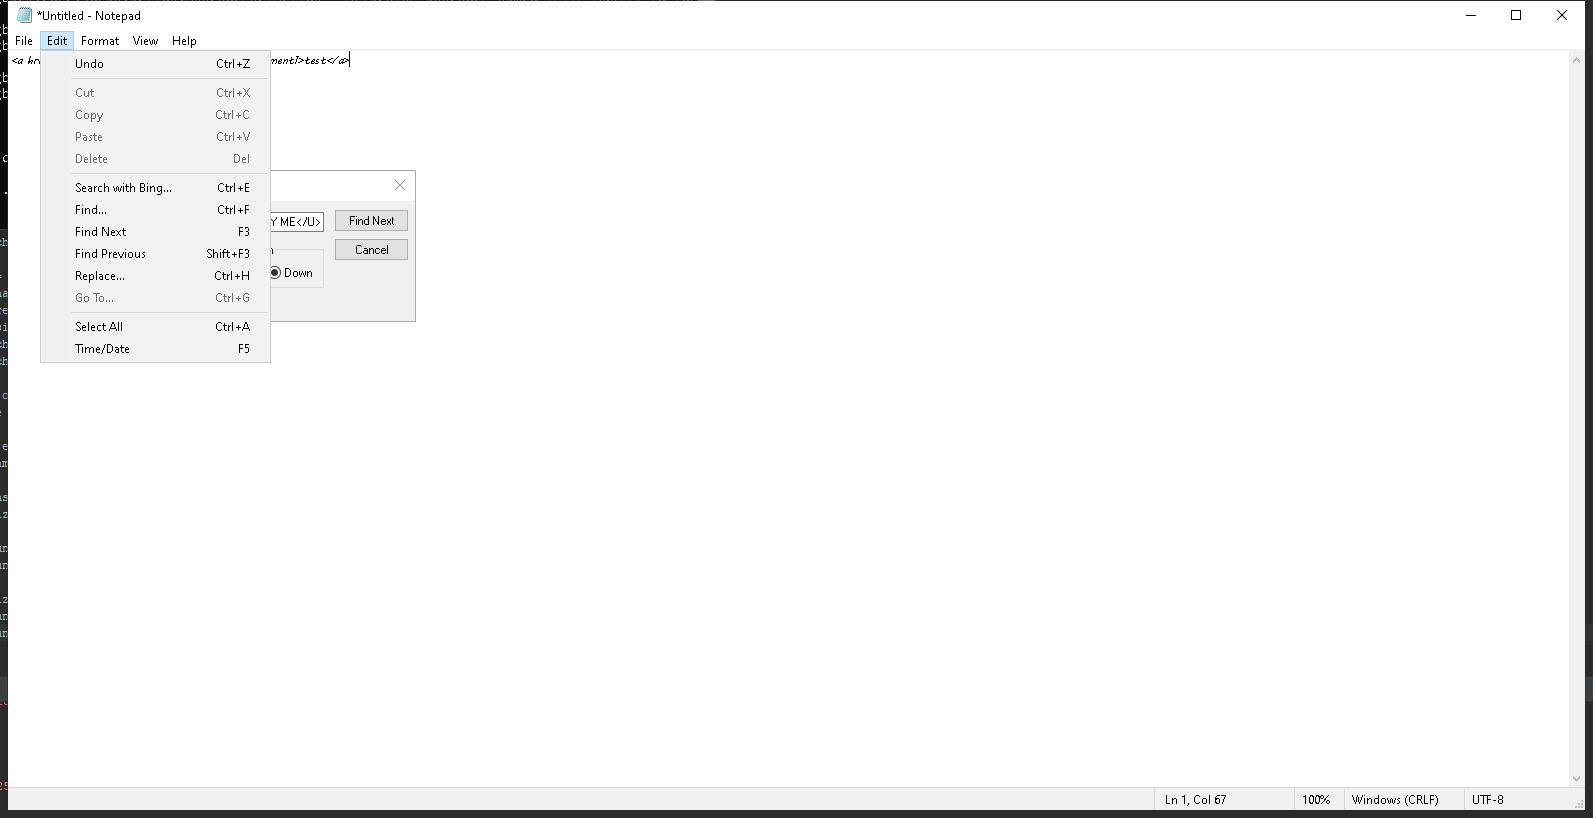 *Untitled - Notepad
File Edit Format View Help
<a hr
ment1>test</a>
Undo Ctrl+Z
Cut Ctrl+X
Copy Ctrl+C
Paste Ctrl+V
Delete Del
Search with Bing... Ctrl+E
Find... Ctrl+F
Find Next F3
Find Previous Shift+F3
Replace... Ctrl+H
Go To... Ctrl+G
Select All Ctrl+A
Time/Date F5
Y ME</U> Find Next
Cancel
Down
Ln 1, Col 67 100% Windows (CRLF) UTF-8